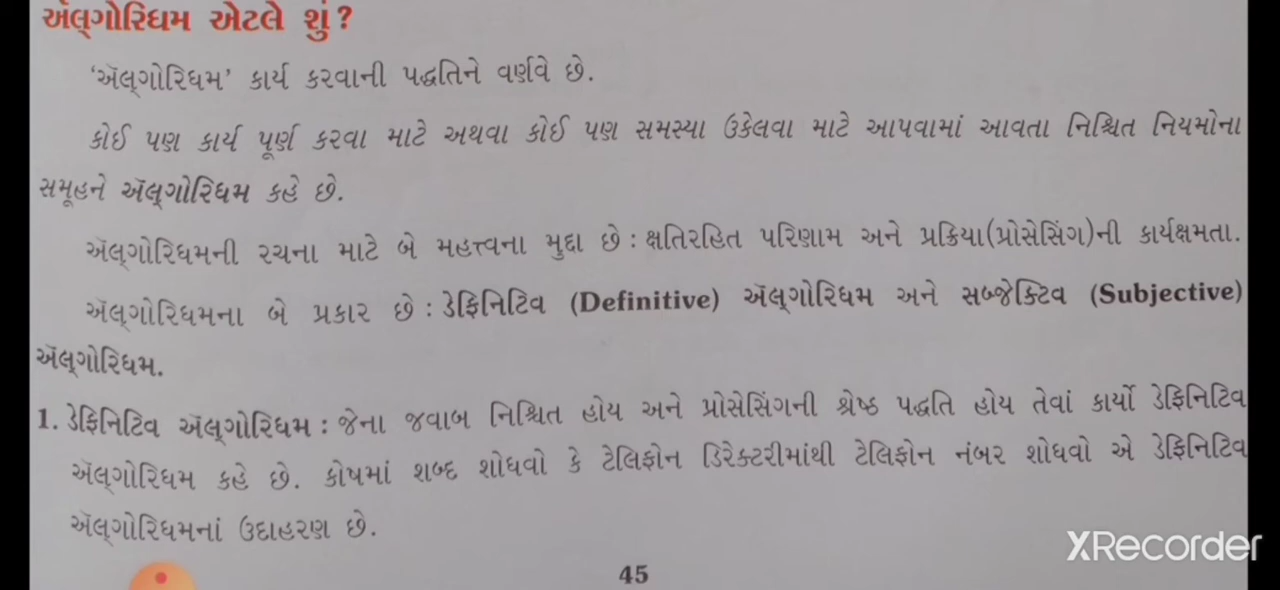 ઍલ્ગોરિધમ એટલે શું ?
‘ઍલ્ગોરિધમ’ કાર્ય કરવાની પદ્ધતિને વર્ણવે છે.
કોઈ પણ કાર્ય પૂર્ણ કરવા માટે અથવા કોઈ પણ સમસ્યા ઉકેલવા માટે આપવામાં આવતા નિશ્ચિત નિયમોના
સમૂહને ઍલ્ગોરિધમ કહે છે.
ઍલ્ગોરિધમની રચના માટે બે મહત્ત્વના મુદ્દા છે : ક્ષતિરહિત પરિણામ અને પ્રક્રિયા(પ્રોસેસિંગ)ની કાર્યક્ષમતા.
ઍલ્ગોરિધમના બે પ્રકાર છે : ડેફિનિટિવ (Definitive) ઍલ્ગોરિધમ અને સબ્જેક્ટિવ (Subjective)
ઍલ્ગોરિધમ.
1. ડેફિનિટિવ ઍલ્ગોરિધમ : જેના જવાબ નિશ્ચિત હોય અને પ્રોસેસિંગની શ્રેષ્ઠ પદ્ધતિ હોય તેવાં કાર્યો ડેફિનિટિવ
ઍલ્ગોરિધમ કહે છે. કોષમાં શબ્દ શોધવો કે ટેલિફોન ડિરેક્ટરીમાંથી ટેલિફોન નંબર શોધવો એ ડેફિનિટિવ
ઍલ્ગોરિધમનાં ઉદાહરણ છે.
45
XRecorder